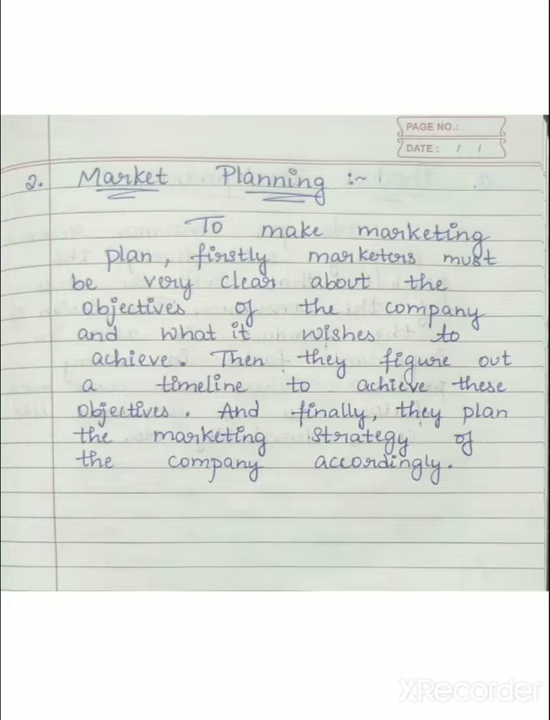 PAGE NO.:
DATE: / /
2. Market Planning :~
To make marketing
plan, firstly marketers must
be very clear about the
objectives of the company
and what it wishes to
achieve. Then they figure out
a timeline to achieve these
objectives. And finally, they plan
the marketing strategy of
the company accordingly.
XRecorder